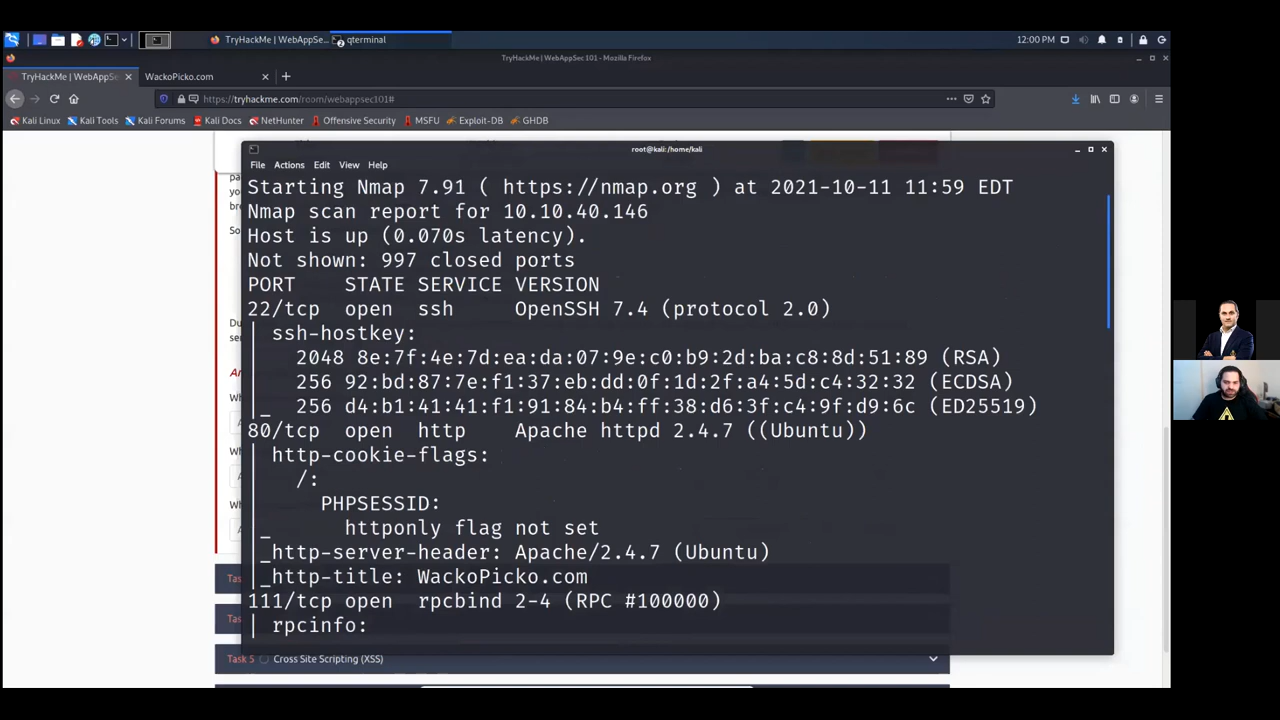 TryHackMe | WebAppSe...
qterminal
12:00 PM
TryHackMe | WebAppSec 101 - Mozilla Firefox
TryHackMe | WebAppSe
WackoPicko.com
https://tryhackme.com/room/webappsec101#
Kali Linux
Kali Tools
Kali Forums
Kali Docs
NetHunter
Offensive Security
MSFU
Exploit-DB
GHDB
root@kali:/home/kali
File Actions Edit View Help
Starting Nmap 7.91 ( https://nmap.org ) at 2021-10-11 11:59 EDT
Nmap scan report for 10.10.40.146
Host is up (0.070s latency).
Not shown: 997 closed ports
PORT STATE SERVICE VERSION
22/tcp open ssh OpenSSH 7.4 (protocol 2.0)
| ssh-hostkey:
| 2048 8e:7f:4e:7d:ea:da:07:9e:c0:b9:2d:ba:c8:8d:51:89 (RSA)
| 256 92:bd:87:7e:f1:37:eb:dd:0f:1d:2f:a4:5d:c4:32:32 (ECDSA)
|_ 256 d4:b1:41:41:f1:91:84:b4:ff:38:d6:3f:c4:9f:d9:6c (ED25519)
80/tcp open http Apache httpd 2.4.7 ((Ubuntu))
| http-cookie-flags:
| /:
| PHPSESSID:
|_ httponly flag not set
|_http-server-header: Apache/2.4.7 (Ubuntu)
|_http-title: WackoPicko.com
111/tcp open rpcbind 2-4 (RPC #100000)
| rpcinfo:
Task 5 Cross Site Scripting (XSS)